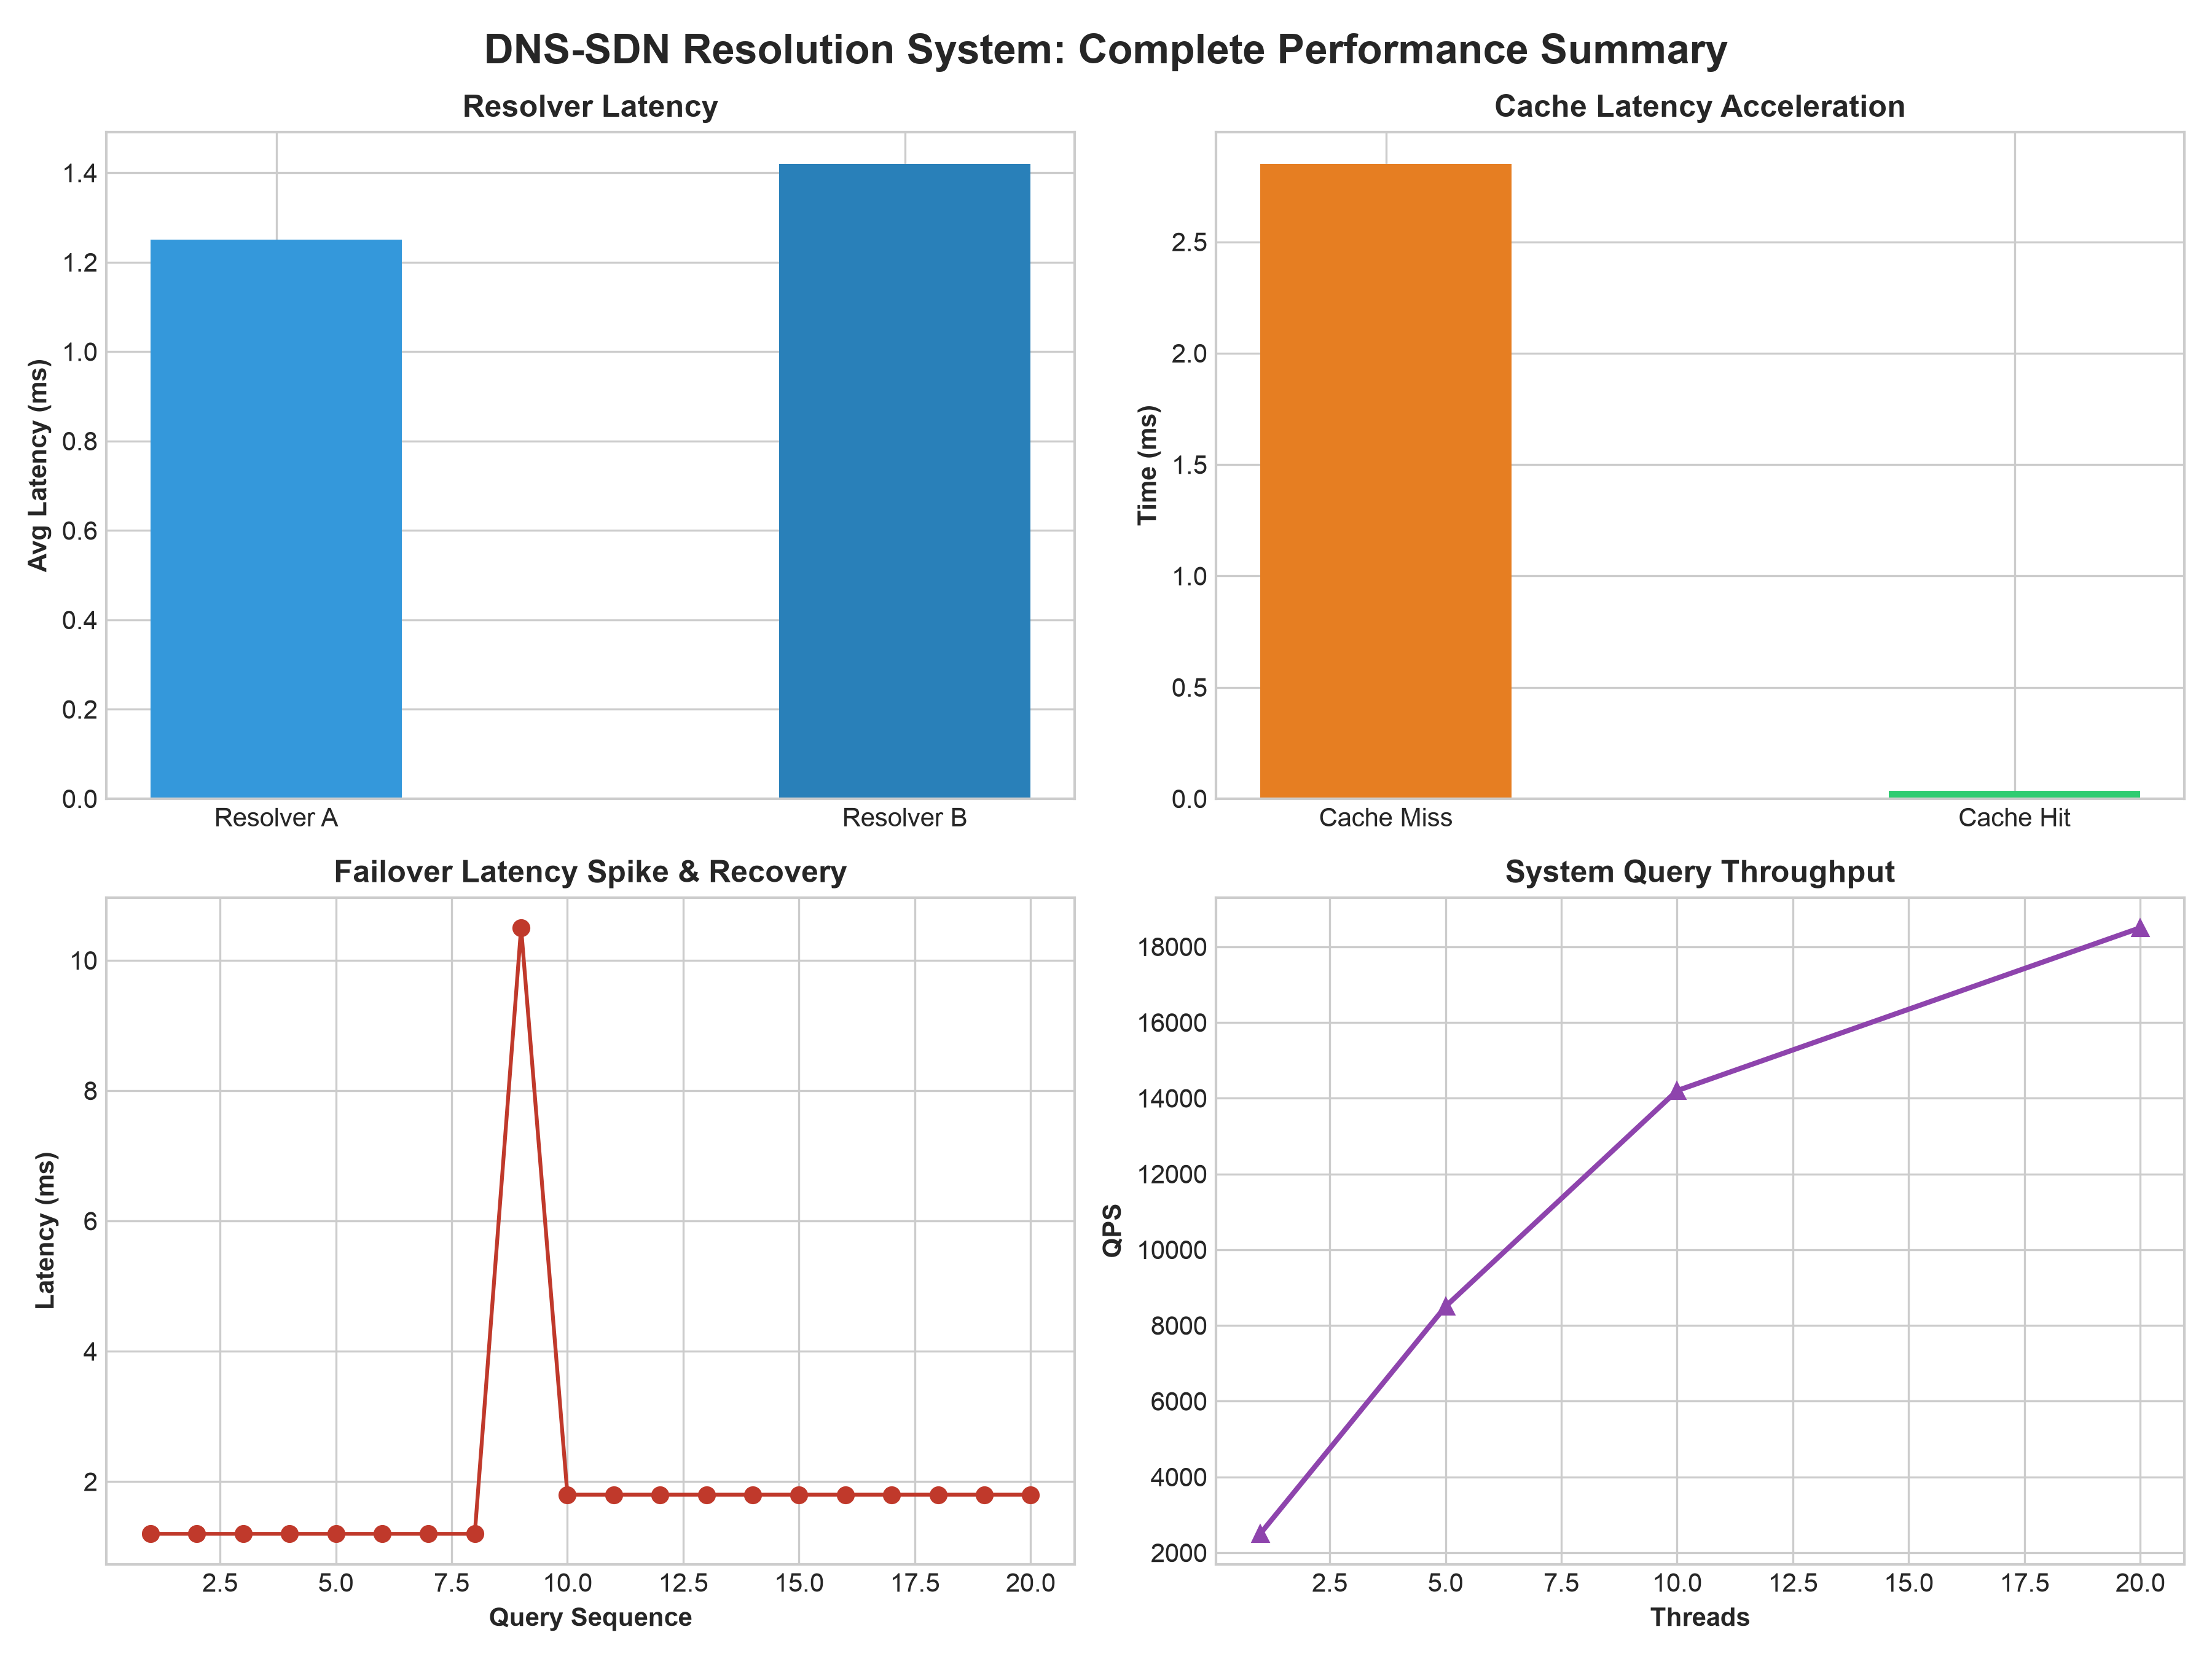 DNS-SDN Resolution System: Complete Performance Summary
Resolver Latency
Avg Latency (ms)
1.4
1.2
1.0
0.8
0.6
0.4
0.2
0.0
Resolver A
Resolver B
Cache Latency Acceleration
Time (ms)
2.5
2.0
1.5
1.0
0.5
0.0
Cache Miss
Cache Hit
Failover Latency Spike & Recovery
Latency (ms)
10
8
6
4
2
2.5 5.0 7.5 10.0 12.5 15.0 17.5 20.0
Query Sequence
System Query Throughput
QPS
18000
16000
14000
12000
10000
8000
6000
4000
2000
2.5 5.0 7.5 10.0 12.5 15.0 17.5 20.0
Threads